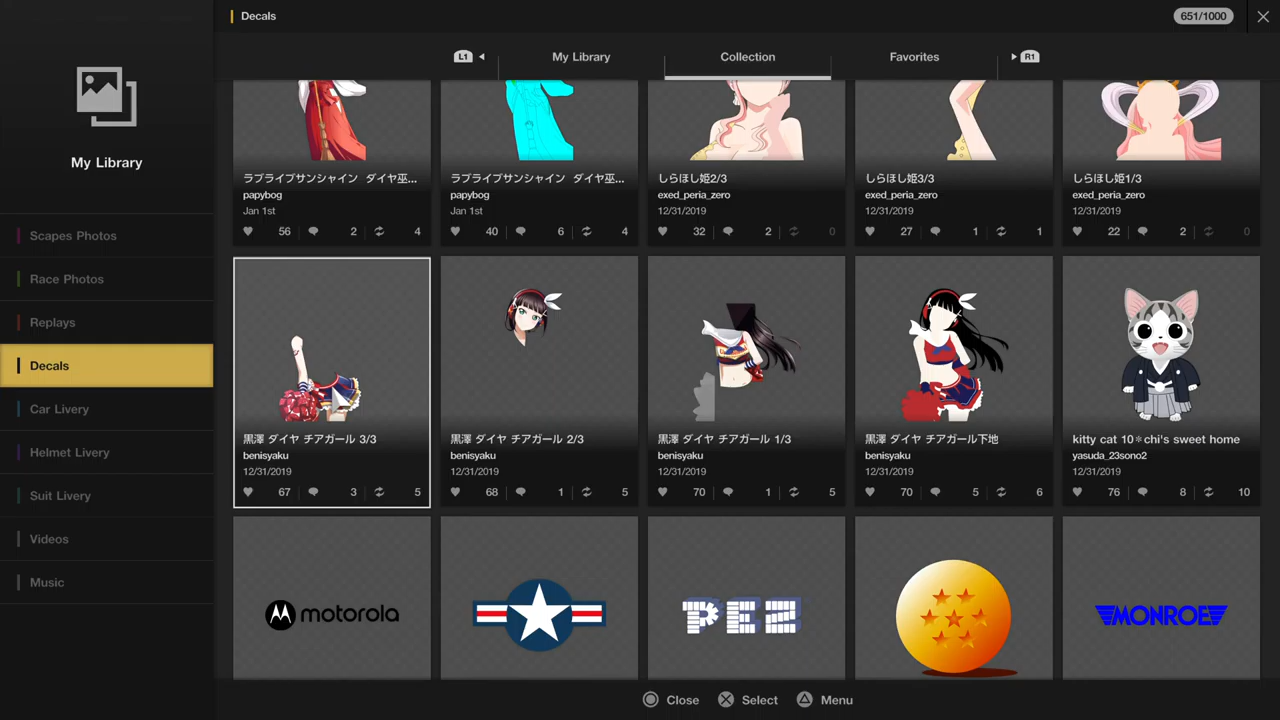 Decals
651/1000
L1
My Library
Collection
Favorites
R1
My Library
Scapes Photos
Race Photos
Replays
Decals
Car Livery
Helmet Livery
Suit Livery
Videos
Music
ラブライブサンシャイン ダイヤ巫...
papybog
Jan 1st
56 2 4
ラブライブサンシャイン ダイヤ巫...
papybog
Jan 1st
40 6 4
しらほし姫2/3
exed_peria_zero
12/31/2019
32 2 0
しらほし姫3/3
exed_peria_zero
12/31/2019
27 1 1
しらほし姫1/3
exed_peria_zero
12/31/2019
22 2 0
黒澤 ダイヤ チアガール 3/3
benisyaku
12/31/2019
67 3 5
黒澤 ダイヤ チアガール 2/3
benisyaku
12/31/2019
68 1 5
黒澤 ダイヤ チアガール 1/3
benisyaku
12/31/2019
70 1 5
黒澤 ダイヤ チアガール下地
benisyaku
12/31/2019
70 5 6
kitty cat 10＊chi's sweet home
yasuda_23sono2
12/31/2019
76 8 10
motorola
PEZ
MONROE
Close
Select
Menu